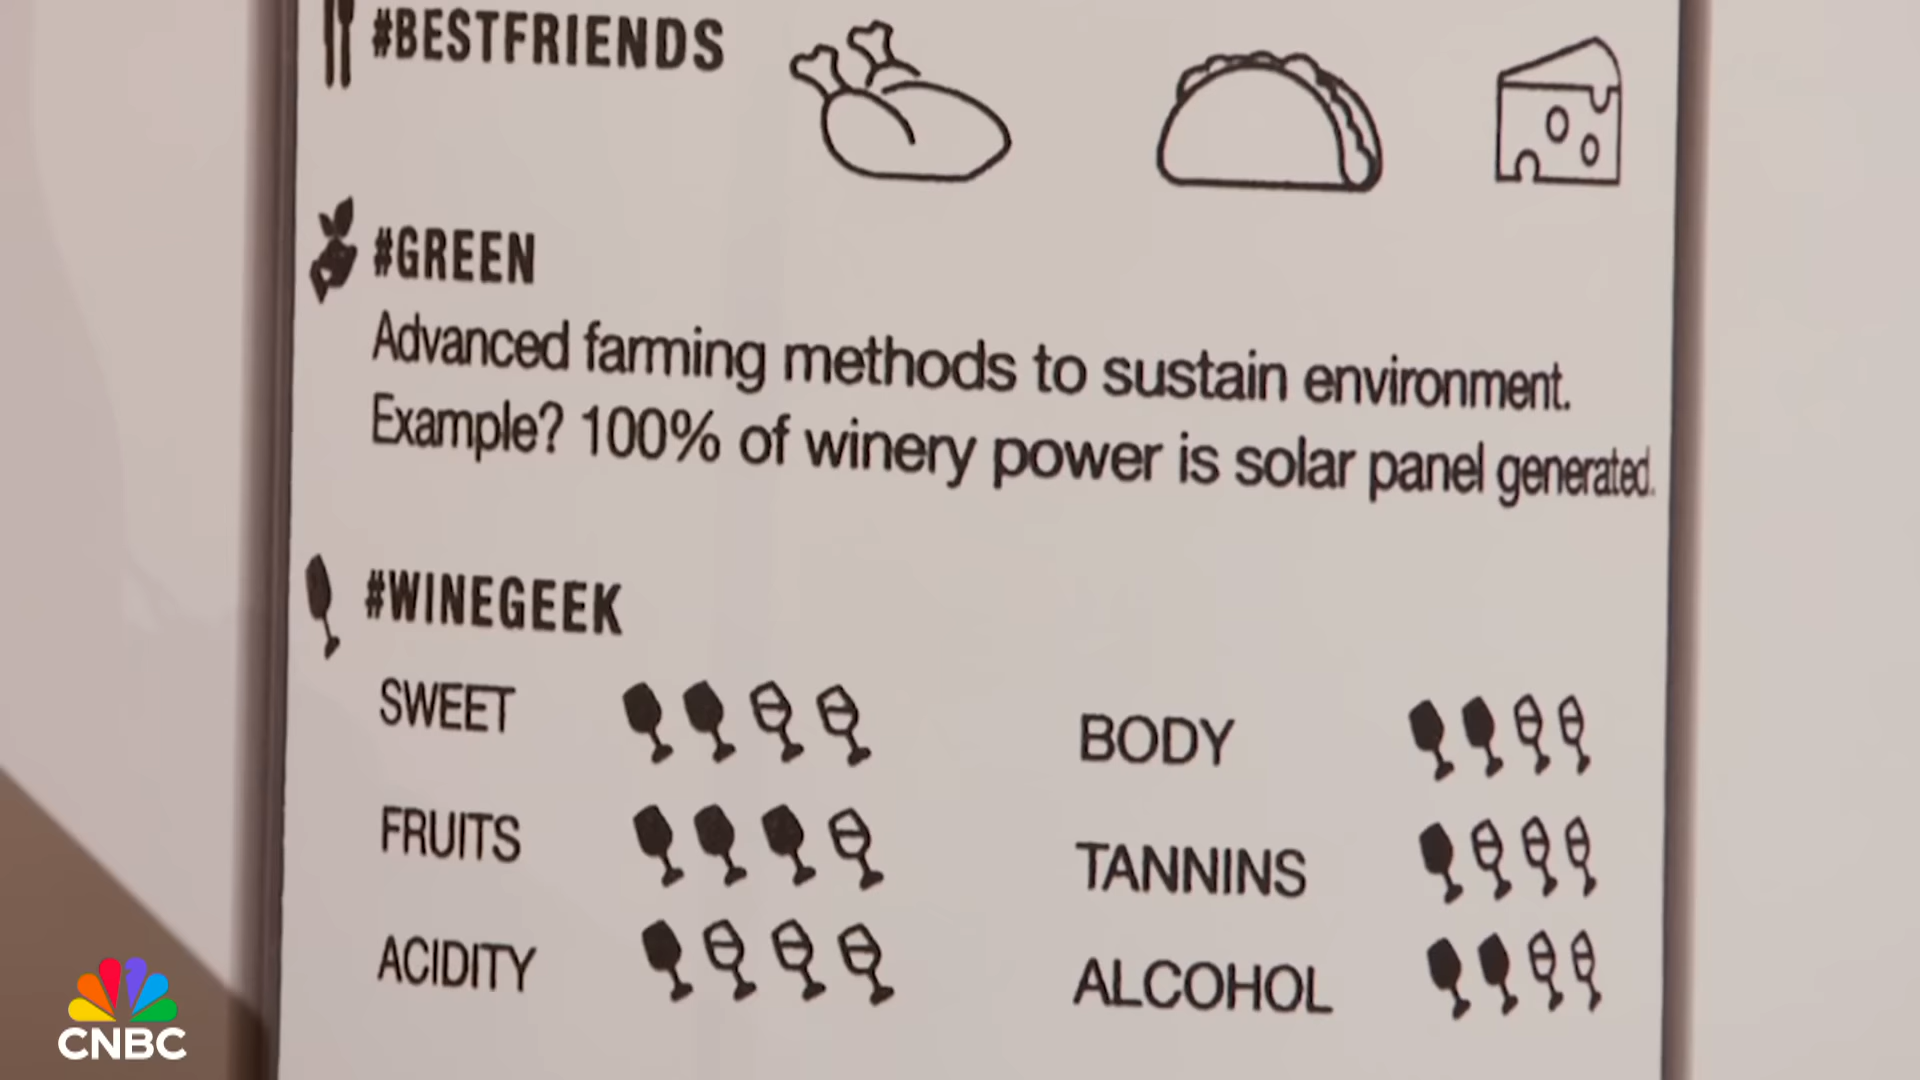 #BESTFRIENDS
#GREEN
Advanced farming methods to sustain environment.
Example? 100% of winery power is solar panel generated.
#WINEGEEK
SWEET
BODY
FRUITS
TANNINS
ACIDITY
ALCOHOL
CNBC